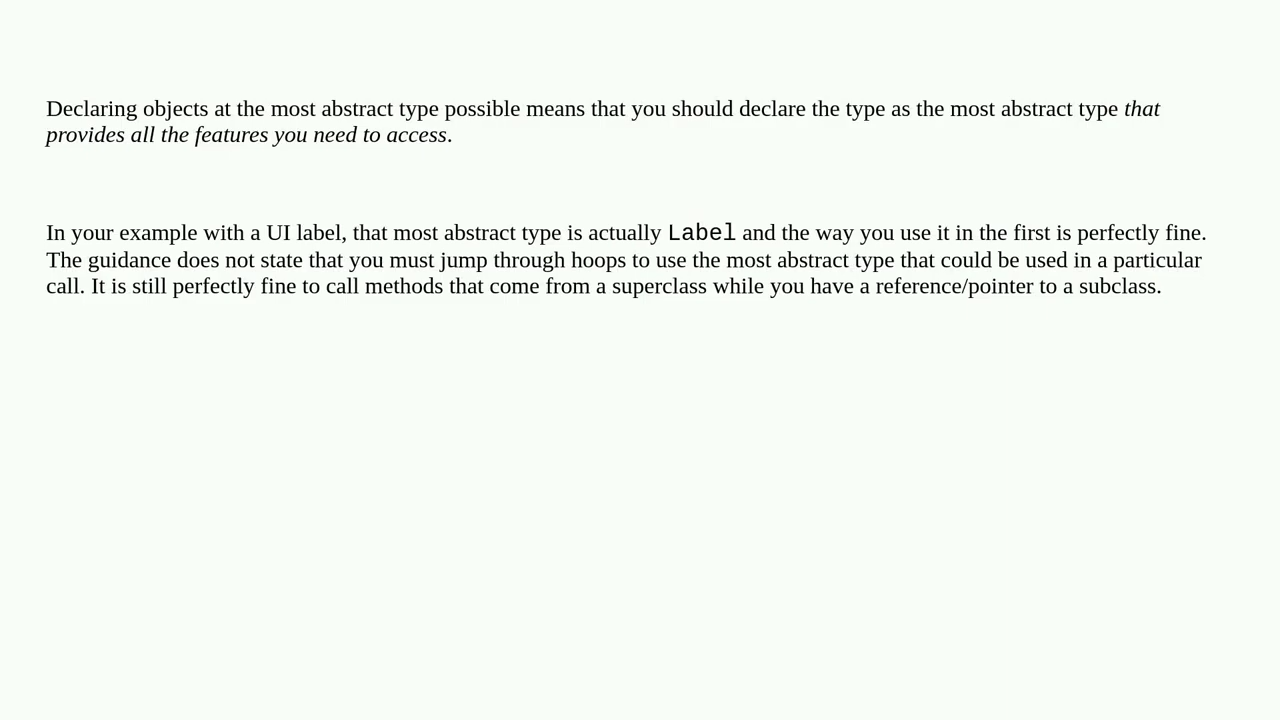 Declaring objects at the most abstract type possible means that you should declare the type as the most abstract type that
provides all the features you need to access.
In your example with a UI label, that most abstract type is actually Label and the way you use it in the first is perfectly fine.
The guidance does not state that you must jump through hoops to use the most abstract type that could be used in a particular
call. It is still perfectly fine to call methods that come from a superclass while you have a reference/pointer to a subclass.